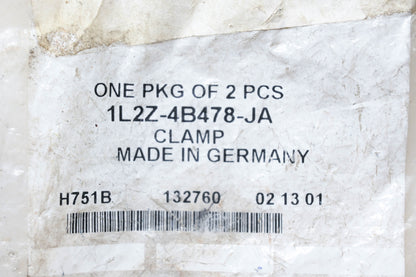 ONE PKG OF 2 PCS
1L2Z-4B478-JA
CLAMP
MADE IN GERMANY
H751B 132760 02 13 01